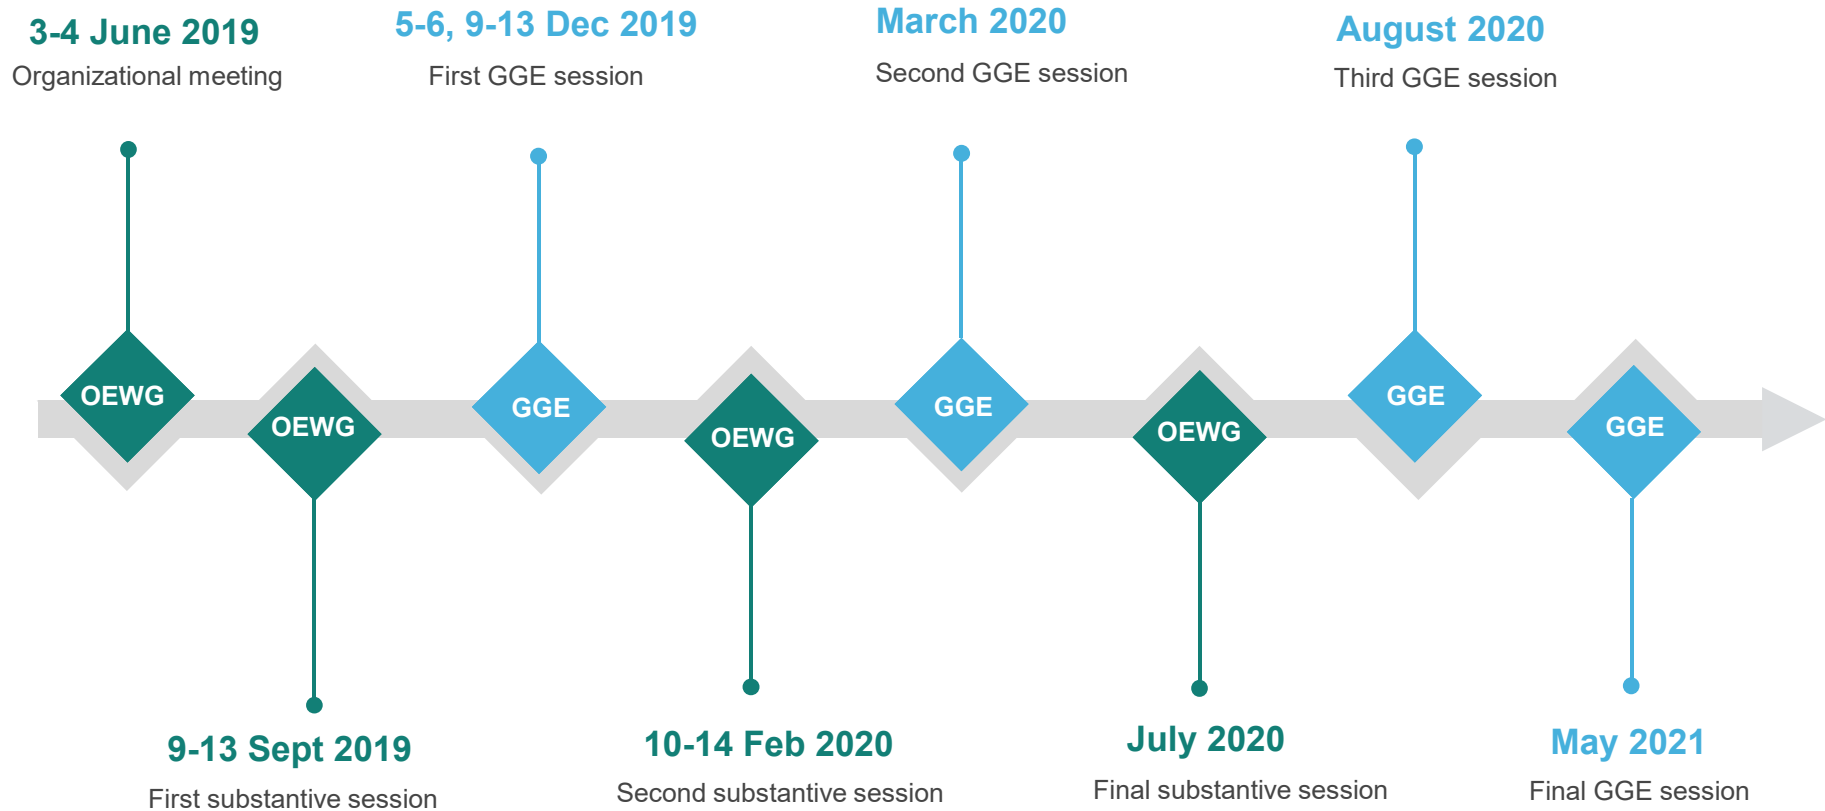 3-4 June 2019
Organizational meeting
5-6, 9-13 Dec 2019
First GGE session
March 2020
Second GGE session
August 2020
Third GGE session
OEWG
OEWG
GGE
OEWG
GGE
OEWG
GGE
GGE
9-13 Sept 2019
First substantive session
10-14 Feb 2020
Second substantive session
July 2020
Final substantive session
May 2021
Final GGE session